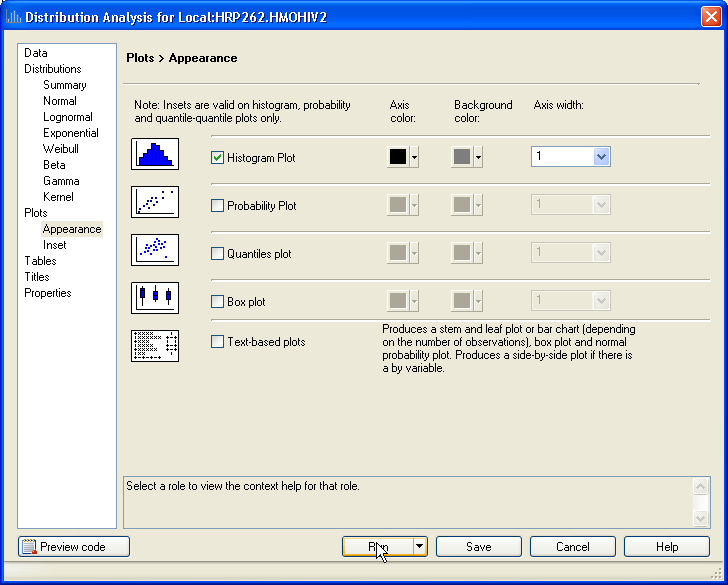 Distribution Analysis for Local:HRP262.HMOHIV2
Data
Distributions
Summary
Normal
Lognormal
Exponential
Weibull
Beta
Gamma
Kernel
Plots
Appearance
Inset
Tables
Titles
Properties
Plots > Appearance
Note: Insets are valid on histogram, probability
and quantile-quantile plots only.
Axis
color:
Background
color:
Axis width:
Histogram Plot
1
Probability Plot
1
Quantiles plot
1
Box plot
1
Text-based plots
Produces a stem and leaf plot or bar chart (depending
on the number of observations), box plot and normal
probability plot. Produces a side-by-side plot if there is
a by variable.
Select a role to view the context help for that role.
Preview code
Run
Save
Cancel
Help